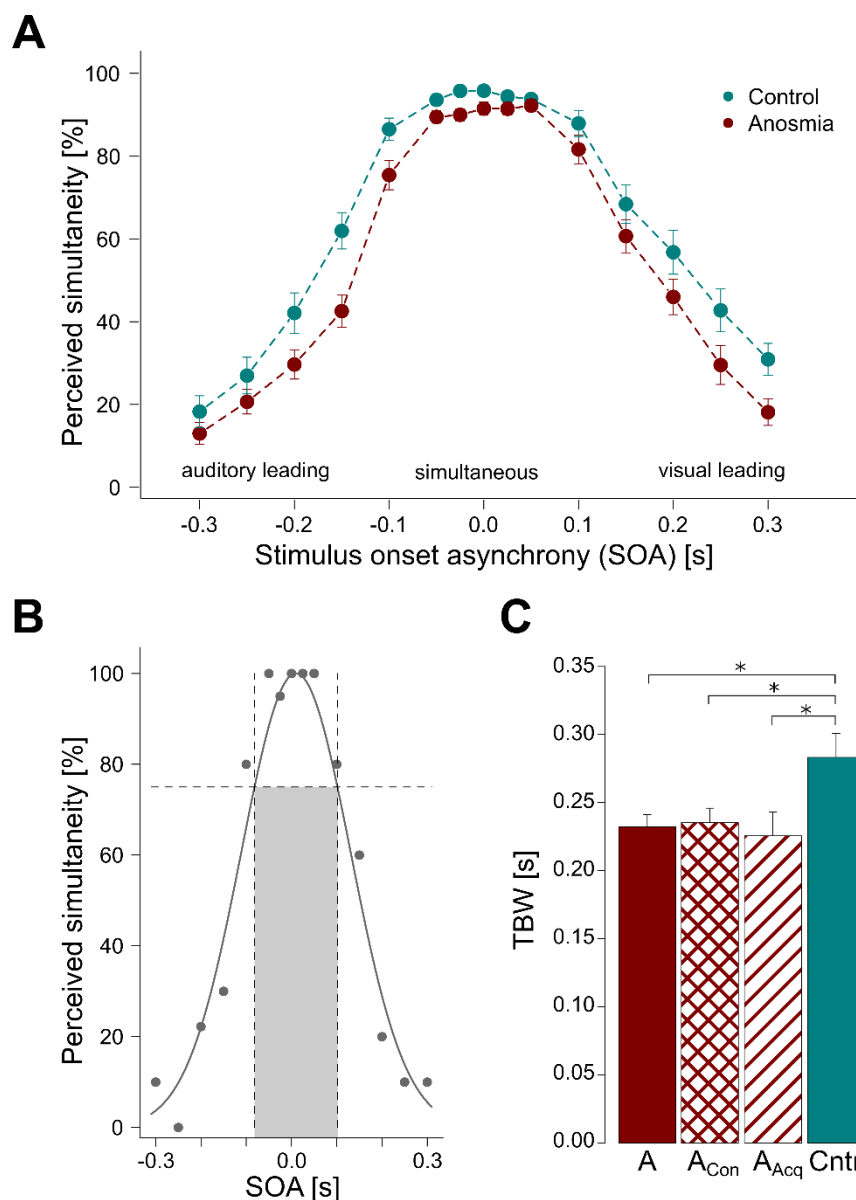 A
Perceived simultaneity [%]
100
80
60
40
20
0
Control
Anosmia
auditory leading simultaneous visual leading
-0.3 -0.2 -0.1 0.0 0.1 0.2 0.3
Stimulus onset asynchrony (SOA) [s]
B
Perceived simultaneity [%]
100
80
60
40
20
0
-0.3 0.0 0.3
SOA [s]
C
TBW [s]
0.35
0.30
0.25
0.20
0.15
0.10
0.05
0.00
*
*
*
A ACon AAcq Cntr